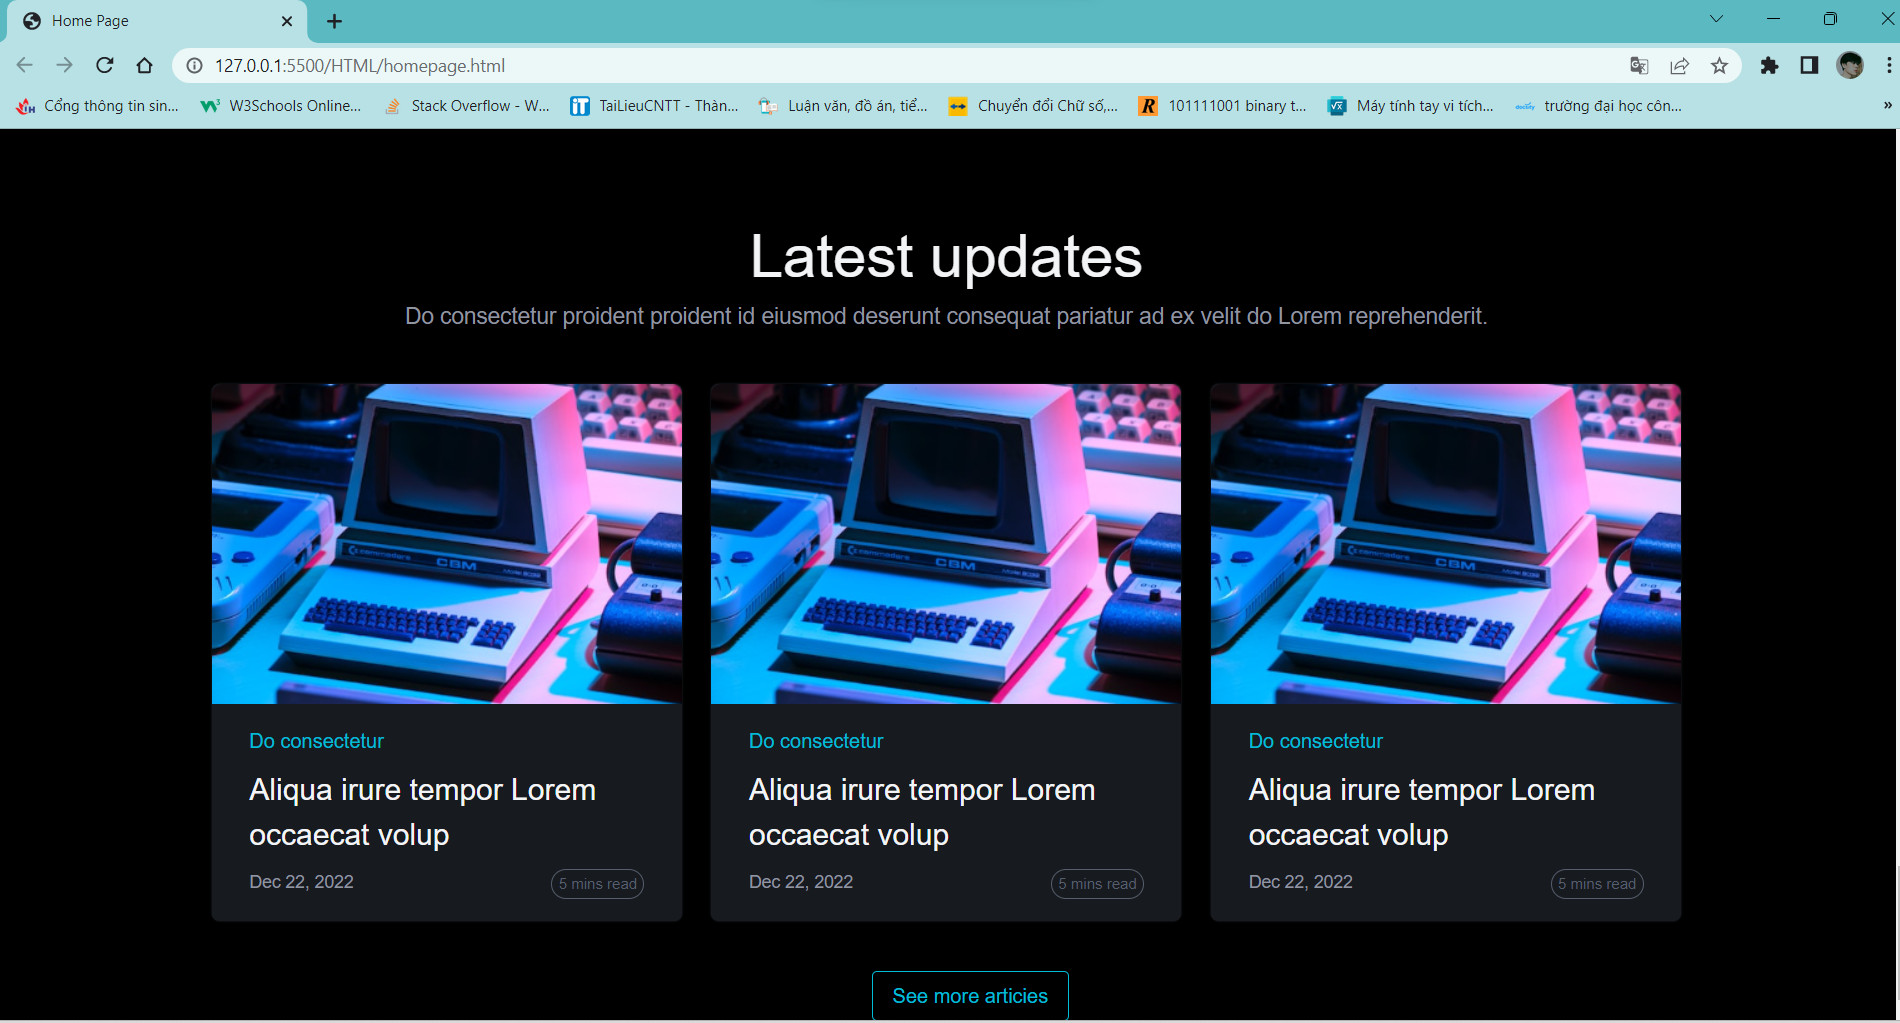 Home Page
127.0.0.1:5500/HTML/homepage.html
Cổng thông tin sin... W3Schools Online... Stack Overflow - W... TaiLieuCNTT - Thàn... Luận văn, đồ án, tiể... Chuyển đổi Chữ số,... 101111001 binary t... Máy tính tay vi tích... trường đại học côn... »
Latest updates
Do consectetur proident proident id eiusmod deserunt consequat pariatur ad ex velit do Lorem reprehenderit.
commodore
CBM
Do consectetur
Aliqua irure tempor Lorem
occaecat volup
Dec 22, 2022 5 mins read
commodore
CBM
Do consectetur
Aliqua irure tempor Lorem
occaecat volup
Dec 22, 2022 5 mins read
commodore
CBM
Do consectetur
Aliqua irure tempor Lorem
occaecat volup
Dec 22, 2022 5 mins read
See more articies